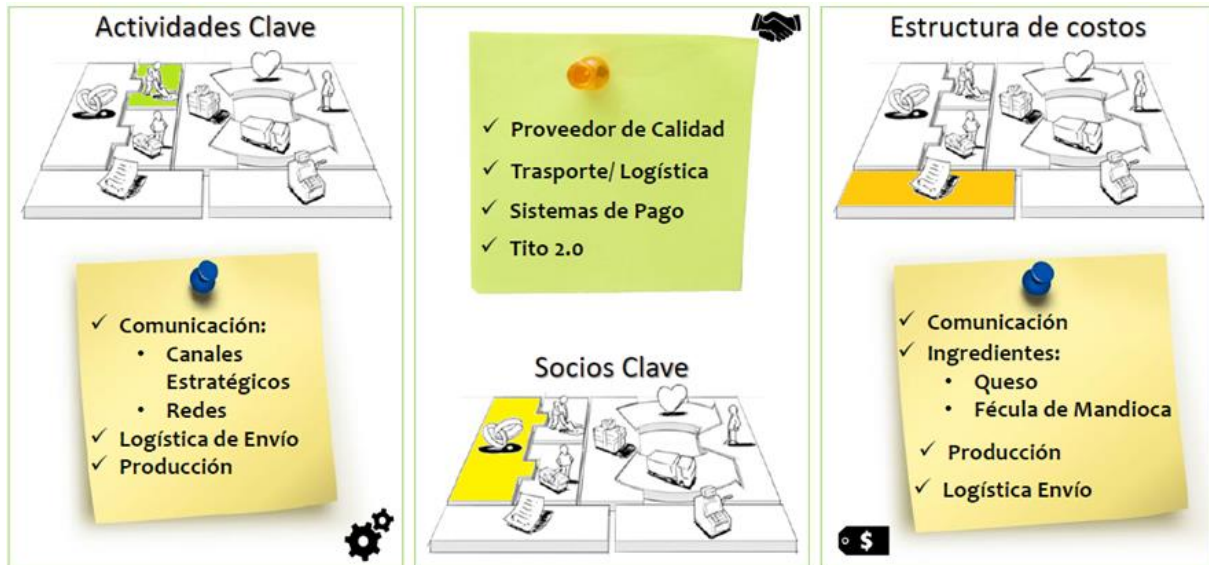 Actividades Clave
✓ Comunicación:
• Canales
Estratégicos
• Redes
✓ Logística de Envío
✓ Producción
✓ Proveedor de Calidad
✓ Trasporte/ Logística
✓ Sistemas de Pago
✓ Tito 2.0
Socios Clave
Estructura de costos
✓ Comunicación
✓ Ingredientes:
• Queso
• Fécula de Mandioca
✓ Producción
✓ Logística Envío
$